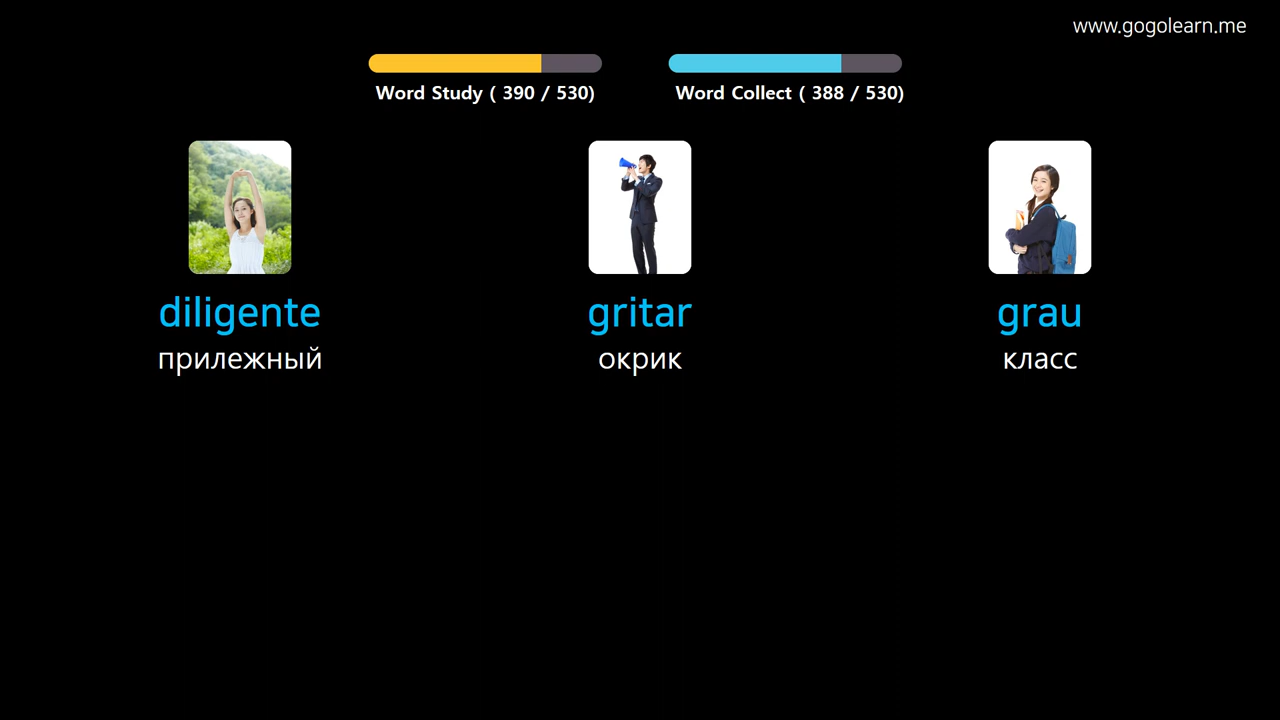 www.gogolearn.me
Word Study ( 390 / 530)
Word Collect ( 388 / 530)
diligente
прилежный
gritar
окрик
grau
класс